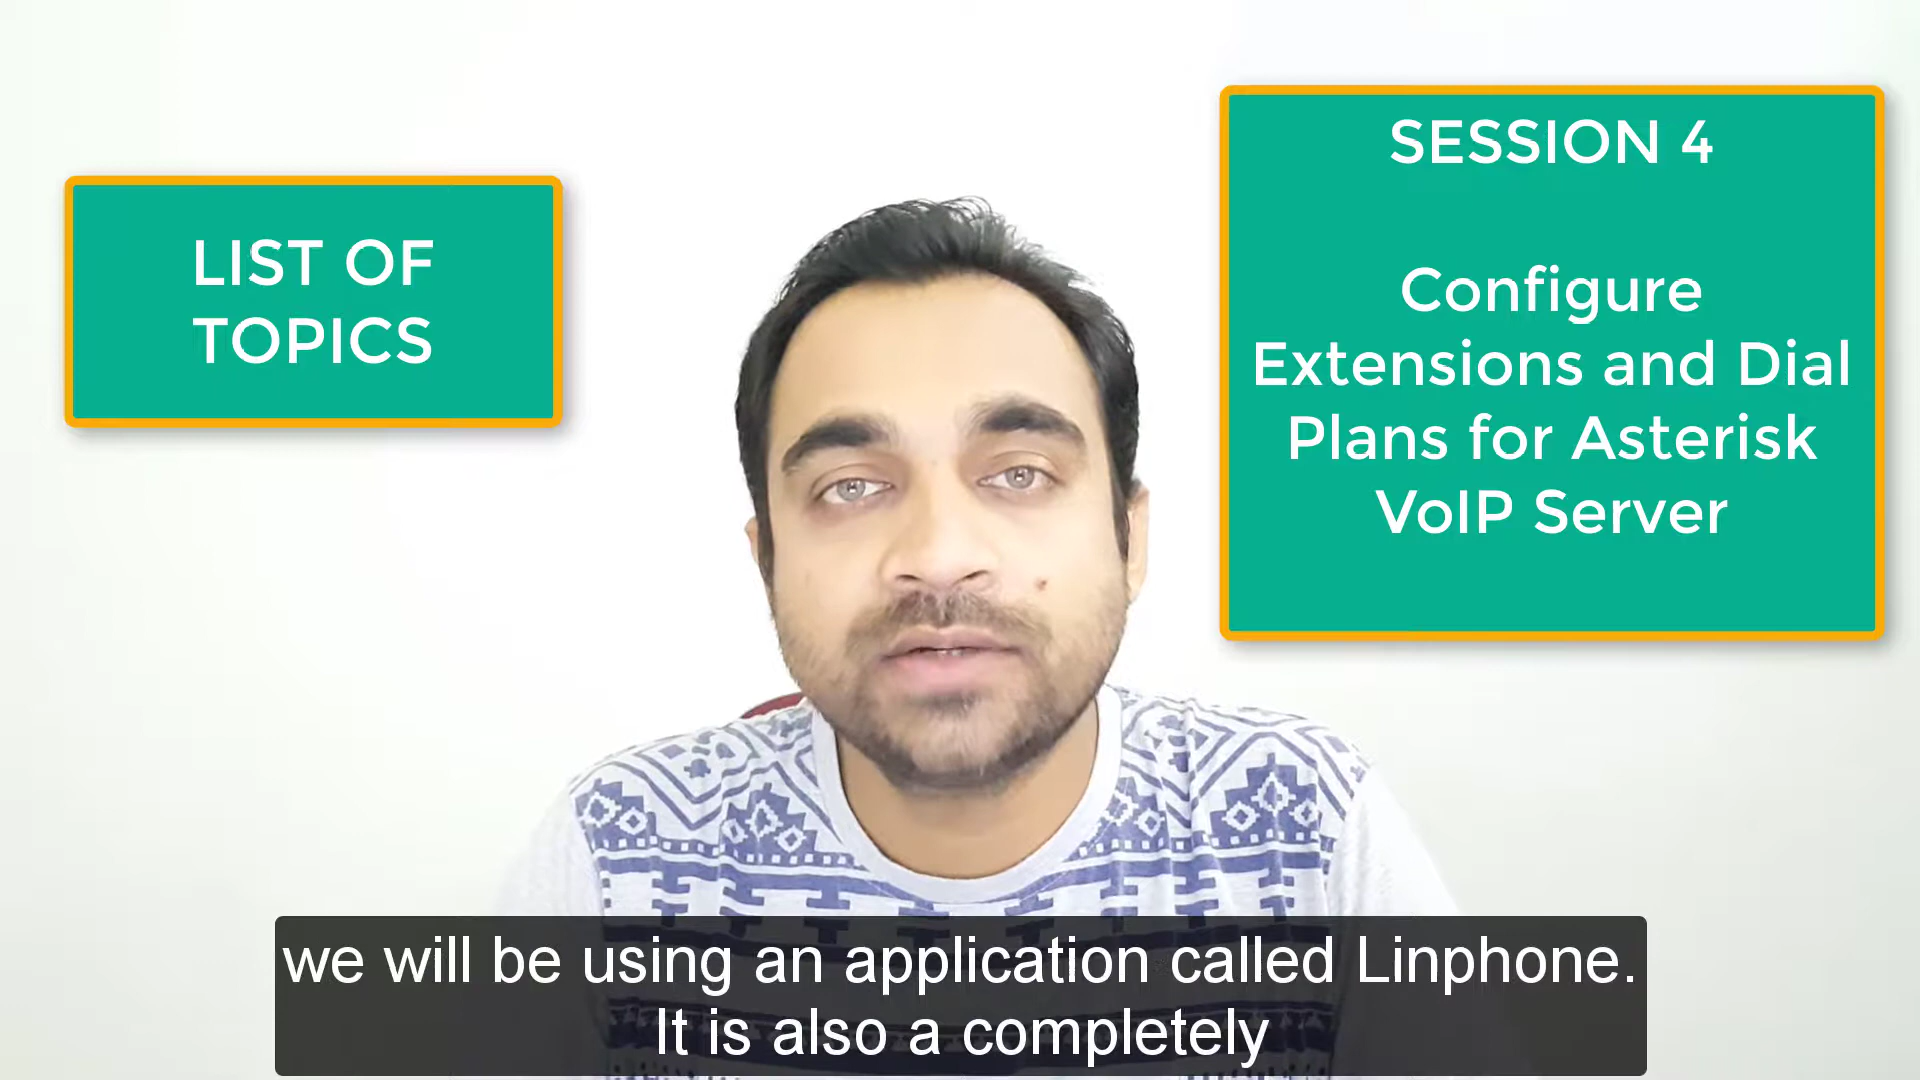 LIST OF
TOPICS
SESSION 4
Configure
Extensions and Dial
Plans for Asterisk
VoIP Server
we will be using an application called Linphone.
It is also a completely